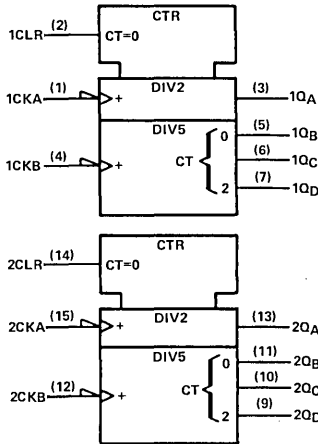 CTR
1CLR (2) CT=0
DIV2
1CKA (1) + (3) 1QA
DIV5
0 (5) 1QB
1CKB (4) + CT (6) 1QC
2 (7) 1QD
CTR
2CLR (14) CT=0
DIV2
2CKA (15) + (13) 2QA
DIV5
0 (11) 2QB
2CKB (12) + CT (10) 2QC
2 (9) 2QD